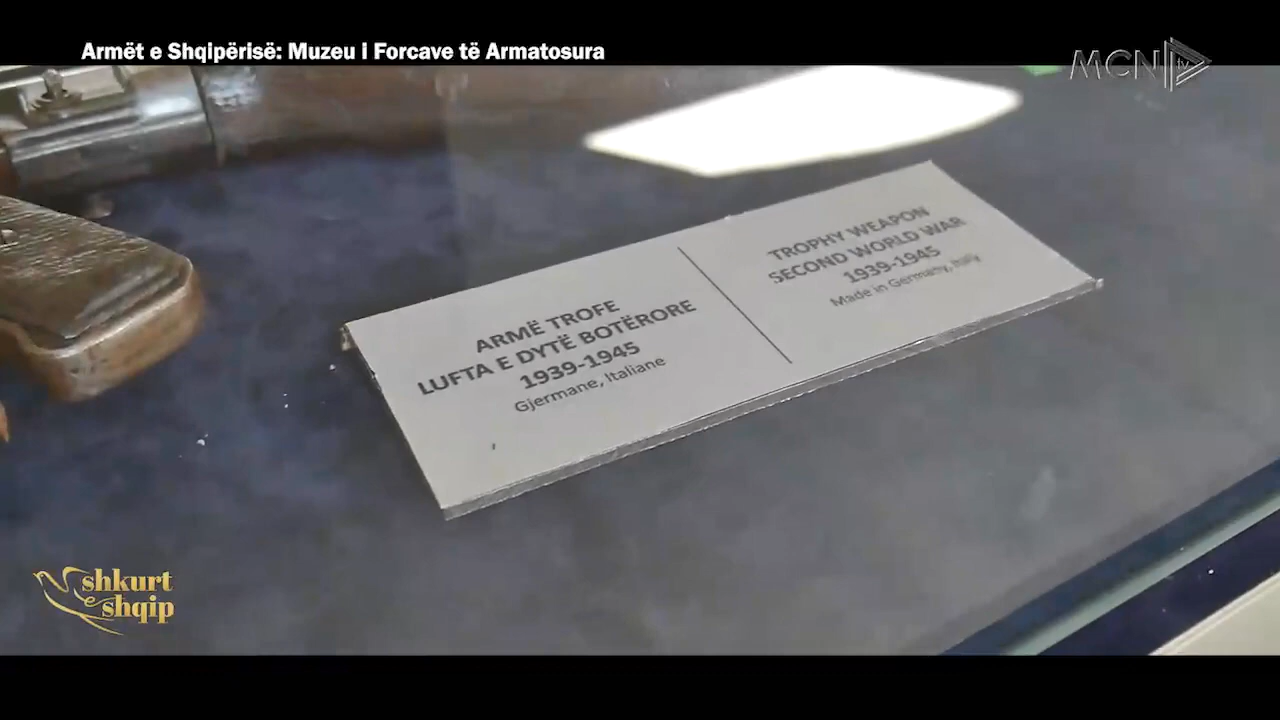 Armët e Shqipërisë: Muzeu i Forcave të Armatosura
MCN tv
ARMË TROFE
LUFTA E DYTË BOTËRORE
1939-1945
Gjermane, Italiane
TROPHY WEAPON
SECOND WORLD WAR
1939-1945
Made in Germany, Italy
shkurt
e shqip